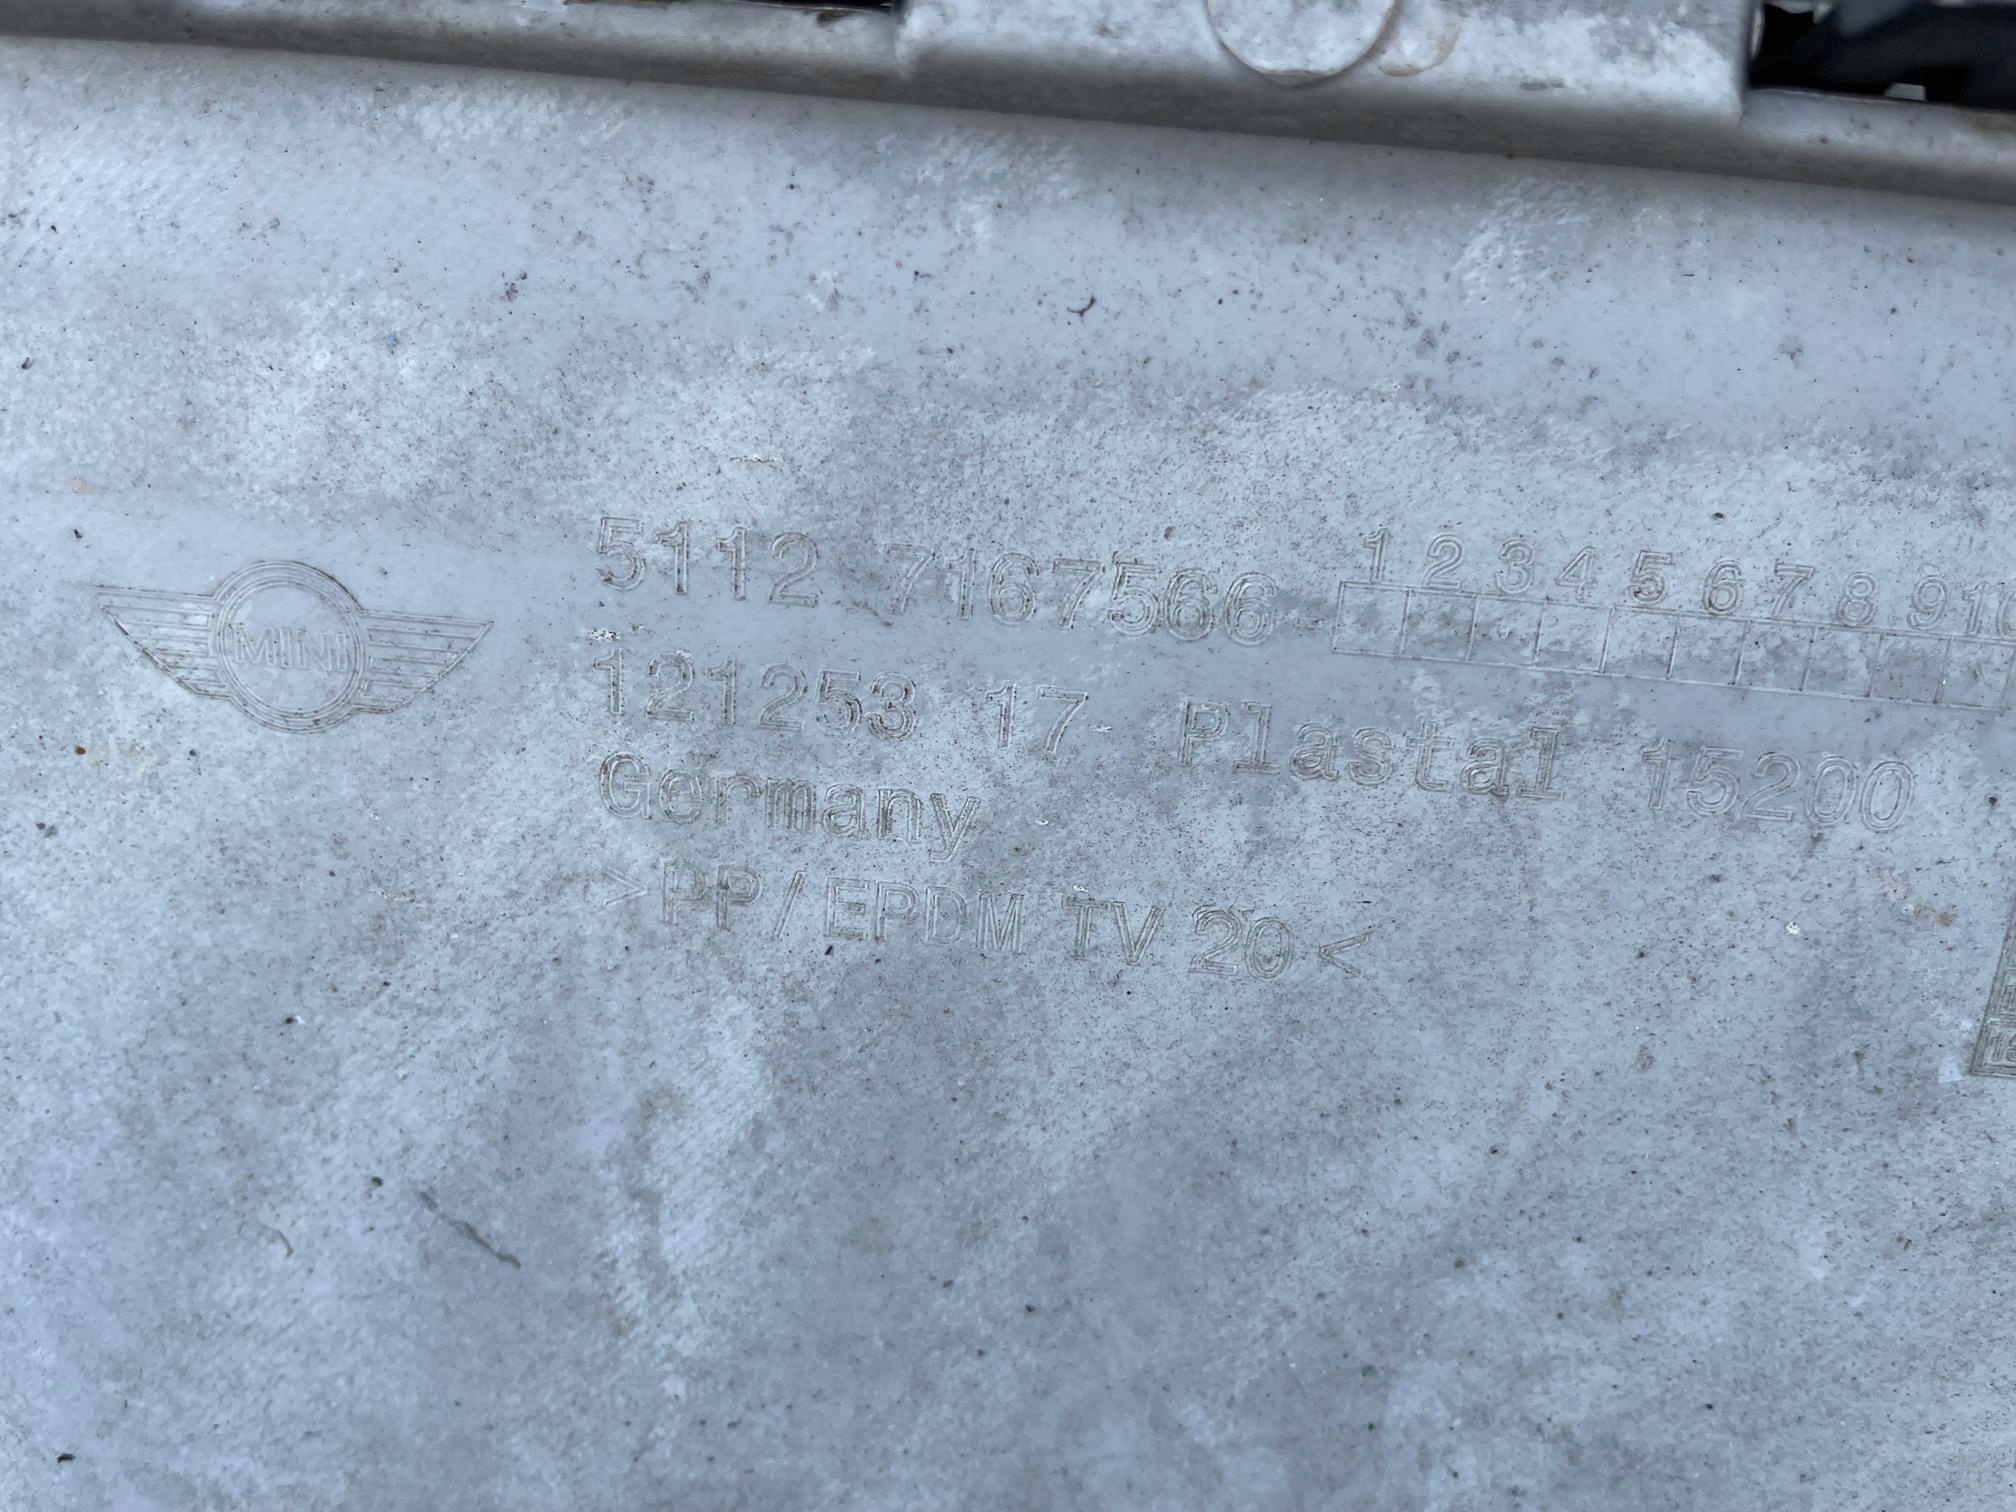 MINI
5112 7167566
1 2 3 4 5 6 7 8 9
121253 17 Plastal 15200
Germany
>PP/EPDM TV 20<